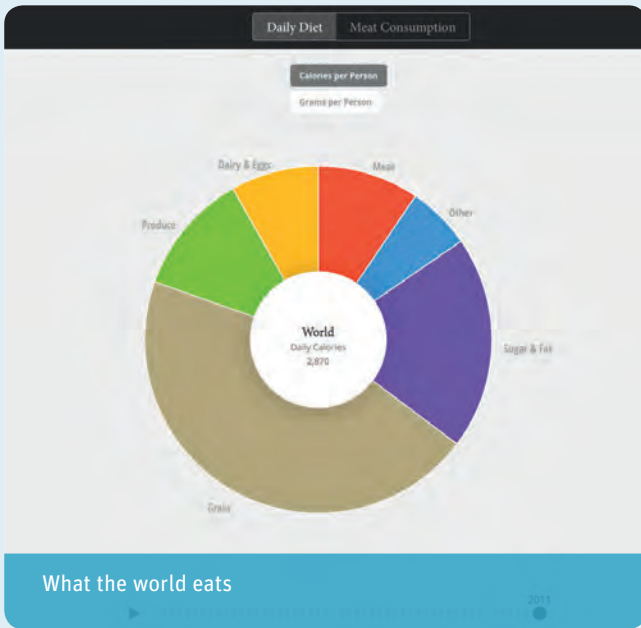 Daily Diet Meat Consumption
Calories per Person
Grams per Person
Dairy & Eggs
Meat
Other
Produce
World
Daily Calories
2,870
Sugar & Fat
Grain
What the world eats
2011